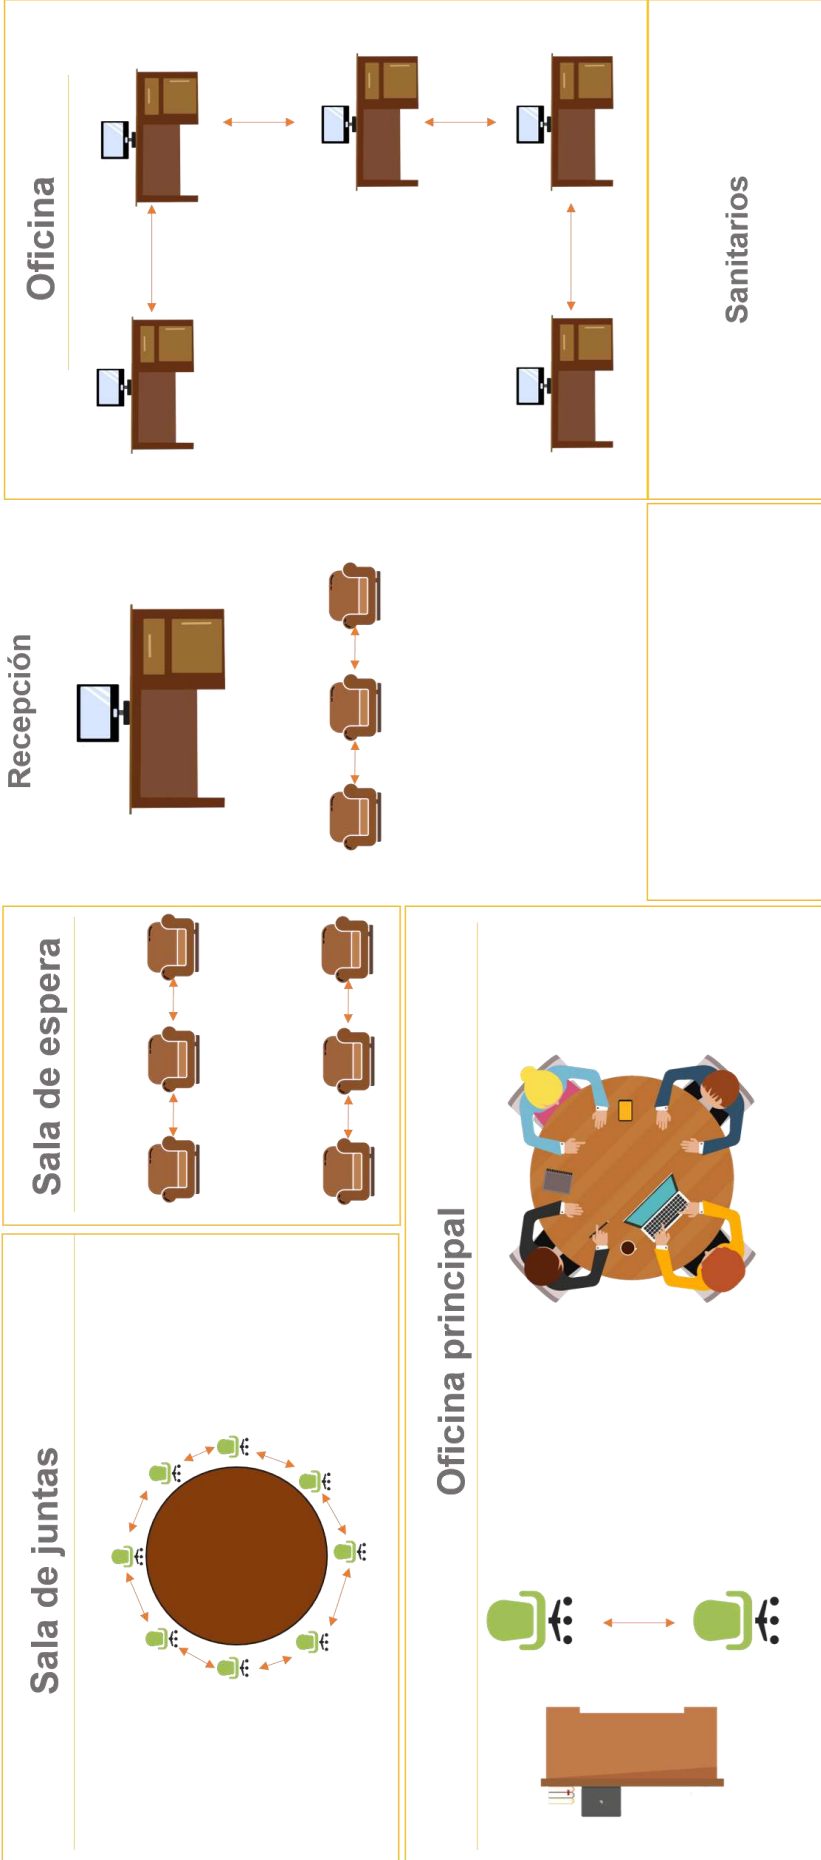 Sala de juntas
Sala de espera
Recepción
Oficina
Oficina principal
Sanitarios